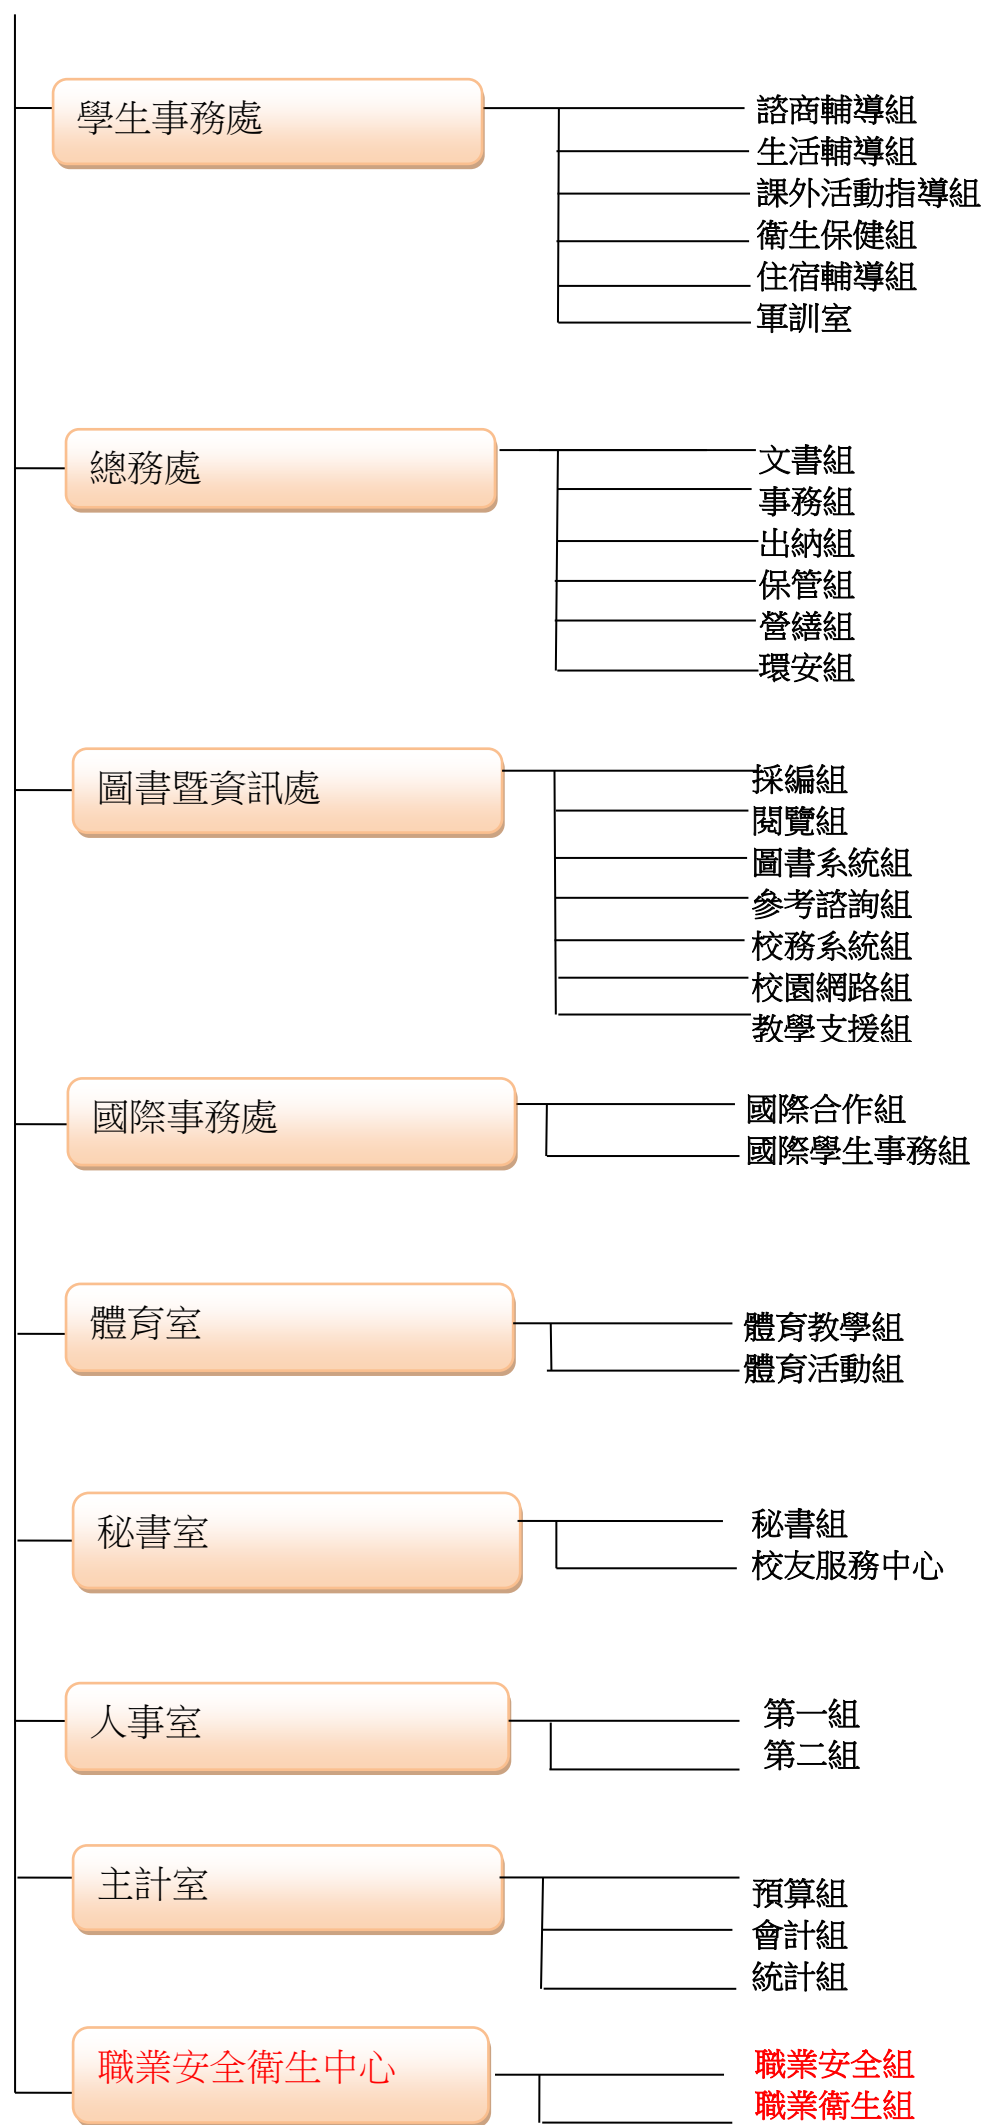 學生事務處
諮商輔導組
生活輔導組
課外活動指導組
衛生保健組
住宿輔導組
軍訓室
總務處
文書組
事務組
出納組
保管組
營繕組
環安組
圖書暨資訊處
採編組
閱覽組
圖書系統組
參考諮詢組
校務系統組
校園網路組
教學支援組
國際事務處
國際合作組
國際學生事務組
體育室
體育教學組
體育活動組
秘書室
秘書組
校友服務中心
人事室
第一組
第二組
主計室
預算組
會計組
統計組
職業安全衛生中心
職業安全組
職業衛生組